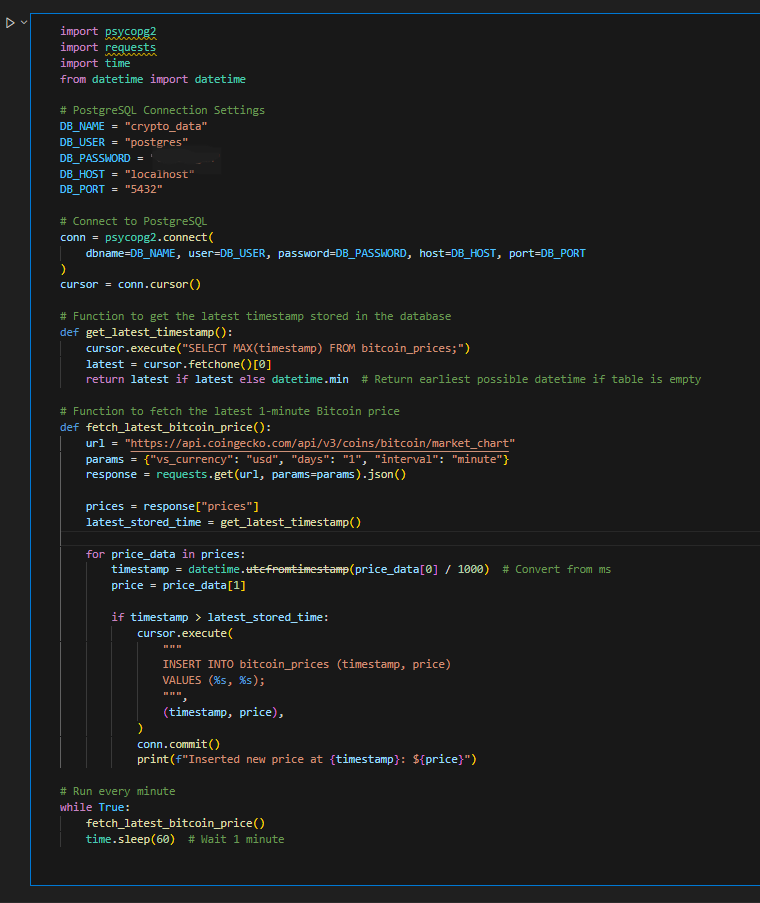 import psycopg2
import requests
import time
from datetime import datetime
# PostgreSQL Connection Settings
DB_NAME = "crypto_data"
DB_USER = "postgres"
DB_PASSWORD = "
DB_HOST = "localhost"
DB_PORT = "5432"
# Connect to PostgreSQL
conn = psycopg2.connect(
dbname=DB_NAME, user=DB_USER, password=DB_PASSWORD, host=DB_HOST, port=DB_PORT
)
cursor = conn.cursor()
# Function to get the latest timestamp stored in the database
def get_latest_timestamp():
cursor.execute("SELECT MAX(timestamp) FROM bitcoin_prices;")
latest = cursor.fetchone()[0]
return latest if latest else datetime.min  # Return earliest possible datetime if table is empty
# Function to fetch the latest 1-minute Bitcoin price
def fetch_latest_bitcoin_price():
url = "https://api.coingecko.com/api/v3/coins/bitcoin/market_chart"
params = {"vs_currency": "usd", "days": "1", "interval": "minute"}
response = requests.get(url, params=params).json()
prices = response["prices"]
latest_stored_time = get_latest_timestamp()
for price_data in prices:
timestamp = datetime.utcfromtimestamp(price_data[0] / 1000)  # Convert from ms
price = price_data[1]
if timestamp > latest_stored_time:
cursor.execute(
"""
INSERT INTO bitcoin_prices (timestamp, price)
VALUES (%s, %s);
""",
(timestamp, price),
)
conn.commit()
print(f"Inserted new price at {timestamp}: ${price}")
# Run every minute
while True:
fetch_latest_bitcoin_price()
time.sleep(60)  # Wait 1 minute